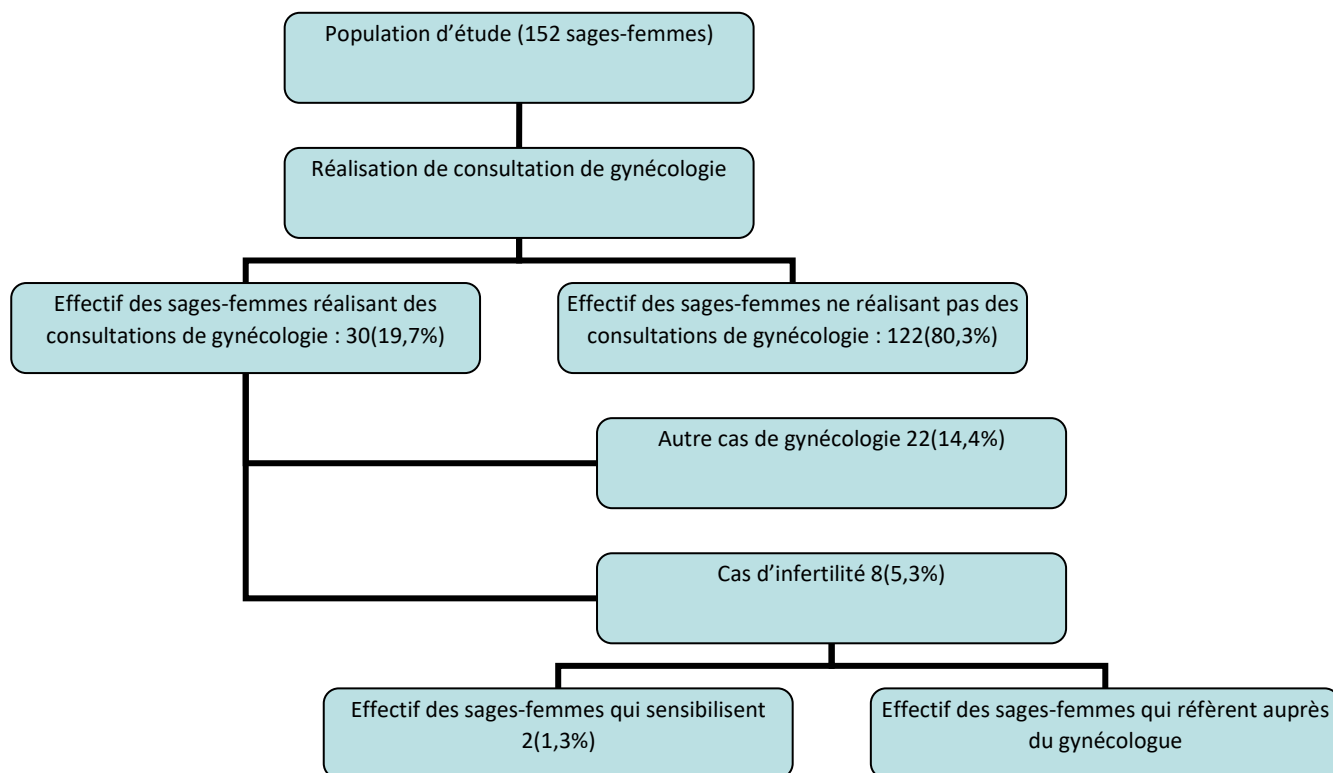 Population d’étude (152 sages-femmes)
Réalisation de consultation de gynécologie
Effectif des sages-femmes réalisant des
consultations de gynécologie : 30(19,7%)
Effectif des sages-femmes ne réalisant pas des
consultations de gynécologie : 122(80,3%)
Autre cas de gynécologie 22(14,4%)
Cas d’infertilité 8(5,3%)
Effectif des sages-femmes qui sensibilisent
2(1,3%)
Effectif des sages-femmes qui réfèrent auprès
du gynécologue